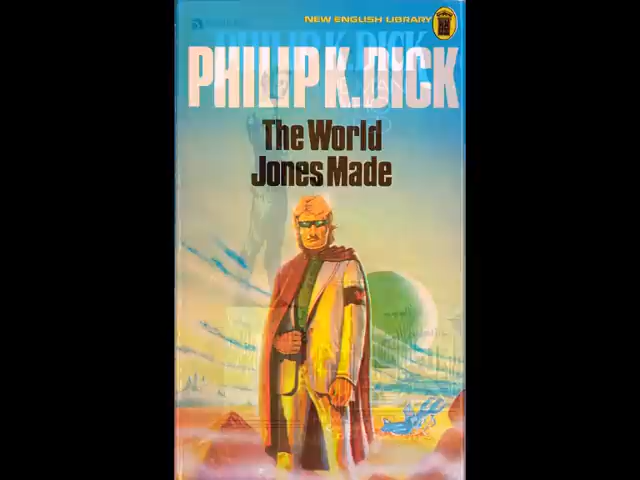 NEW ENGLISH LIBRARY
PHILIP K. DICK
The World
Jones Made